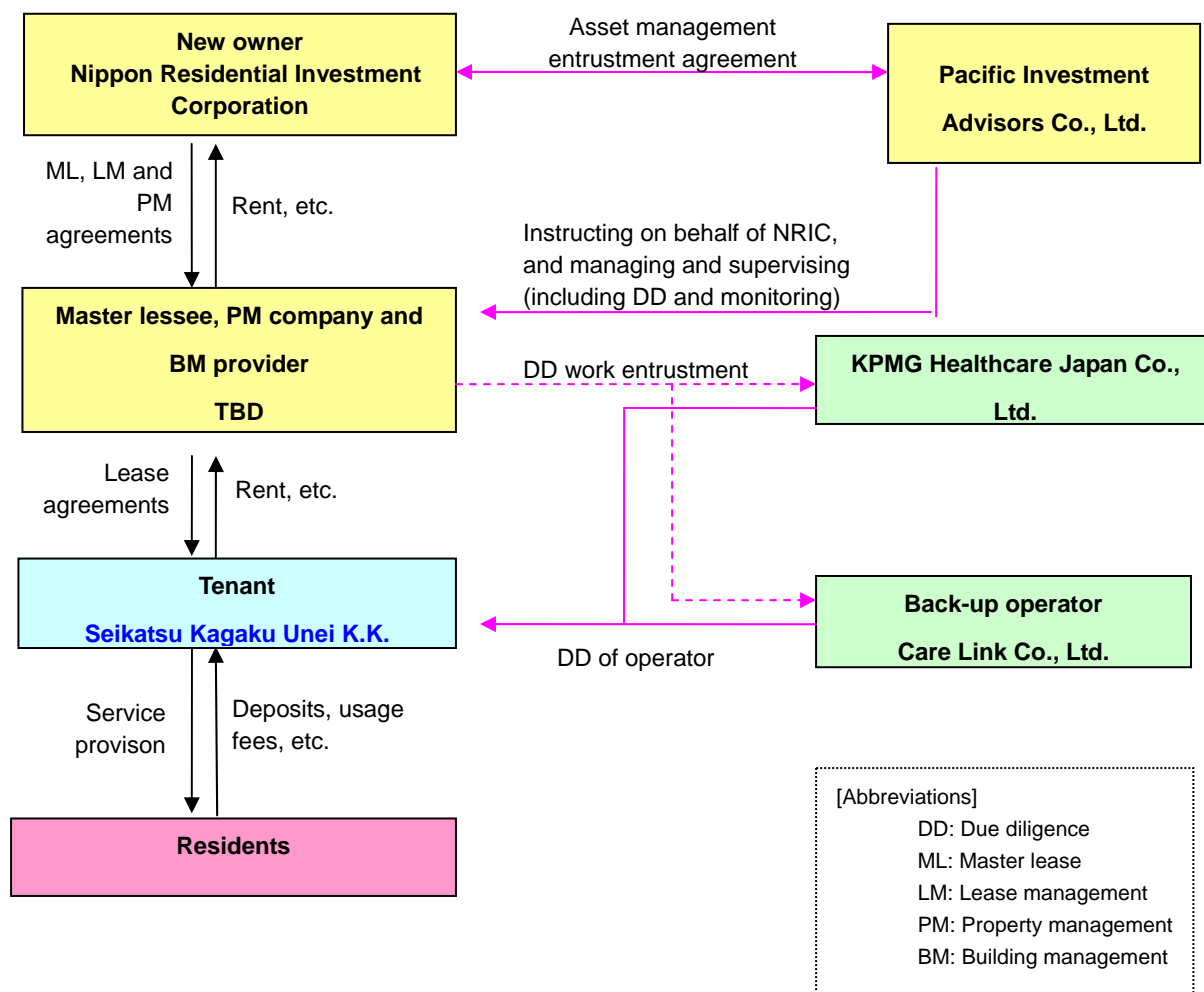 New owner
Nippon Residential Investment
Corporation
Asset management
entrustment agreement
Pacific Investment
Advisors Co., Ltd.
ML, LM and
PM
agreements
Rent, etc.
Instructing on behalf of NRIC,
and managing and supervising
(including DD and monitoring)
Master lessee, PM company and
BM provider
TBD
DD work entrustment
KPMG Healthcare Japan Co.,
Ltd.
Lease
agreements
Rent, etc.
Tenant
Seikatsu Kagaku Unei K.K.
DD of operator
Back-up operator
Care Link Co., Ltd.
Service
provison
Deposits, usage
fees, etc.
Residents
[Abbreviations]
DD: Due diligence
ML: Master lease
LM: Lease management
PM: Property management
BM: Building management